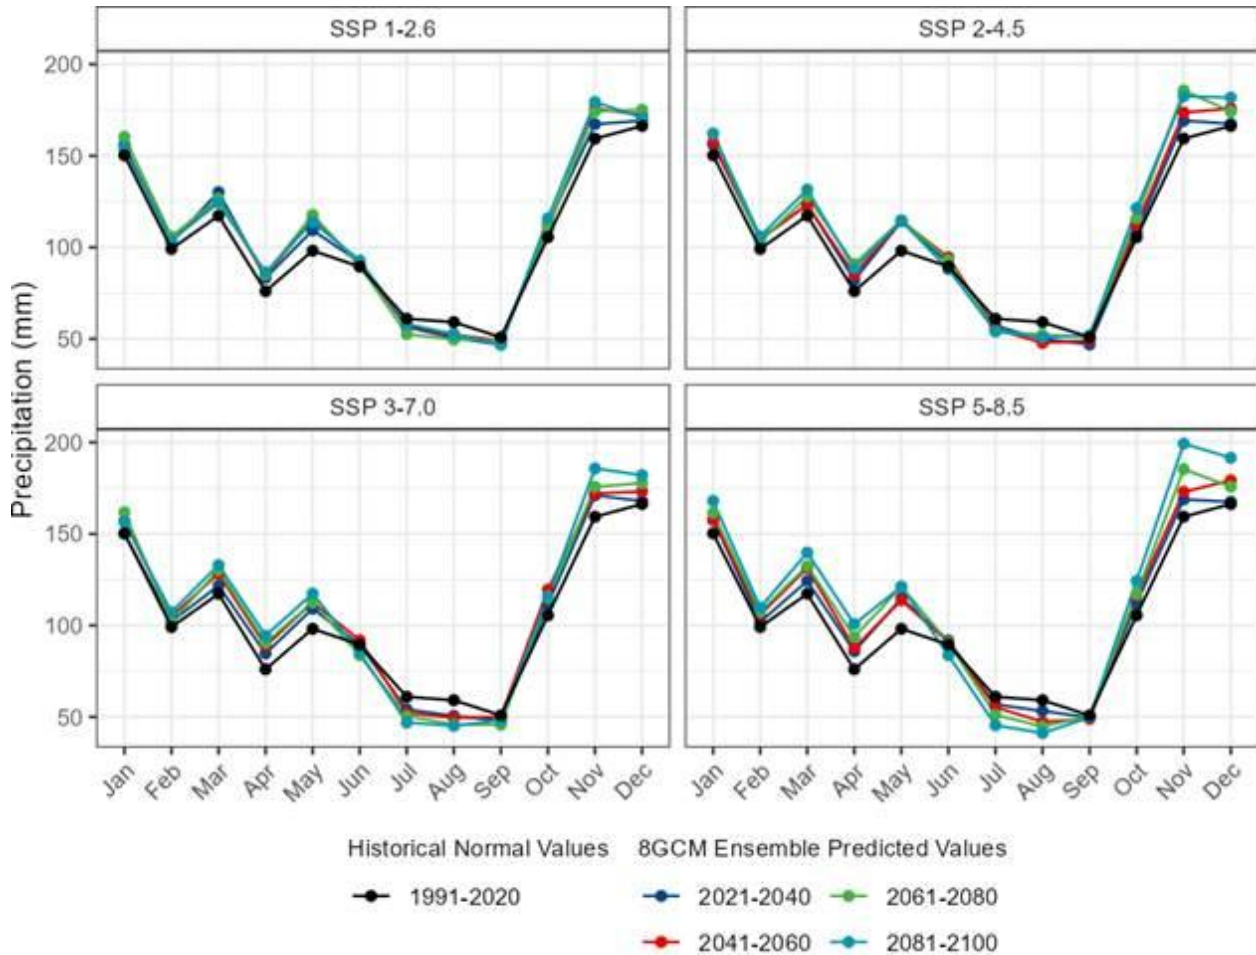 SSP 1-2.6
SSP 2-4.5
200
150
100
50
SSP 3-7.0
SSP 5-8.5
200
150
100
50
Precipitation (mm)
Jan Feb Mar Apr May Jun Jul Aug Sep Oct Nov Dec
Jan Feb Mar Apr May Jun Jul Aug Sep Oct Nov Dec
Historical Normal Values
8GCM Ensemble Predicted Values
1991-2020
2021-2040
2061-2080
2041-2060
2081-2100